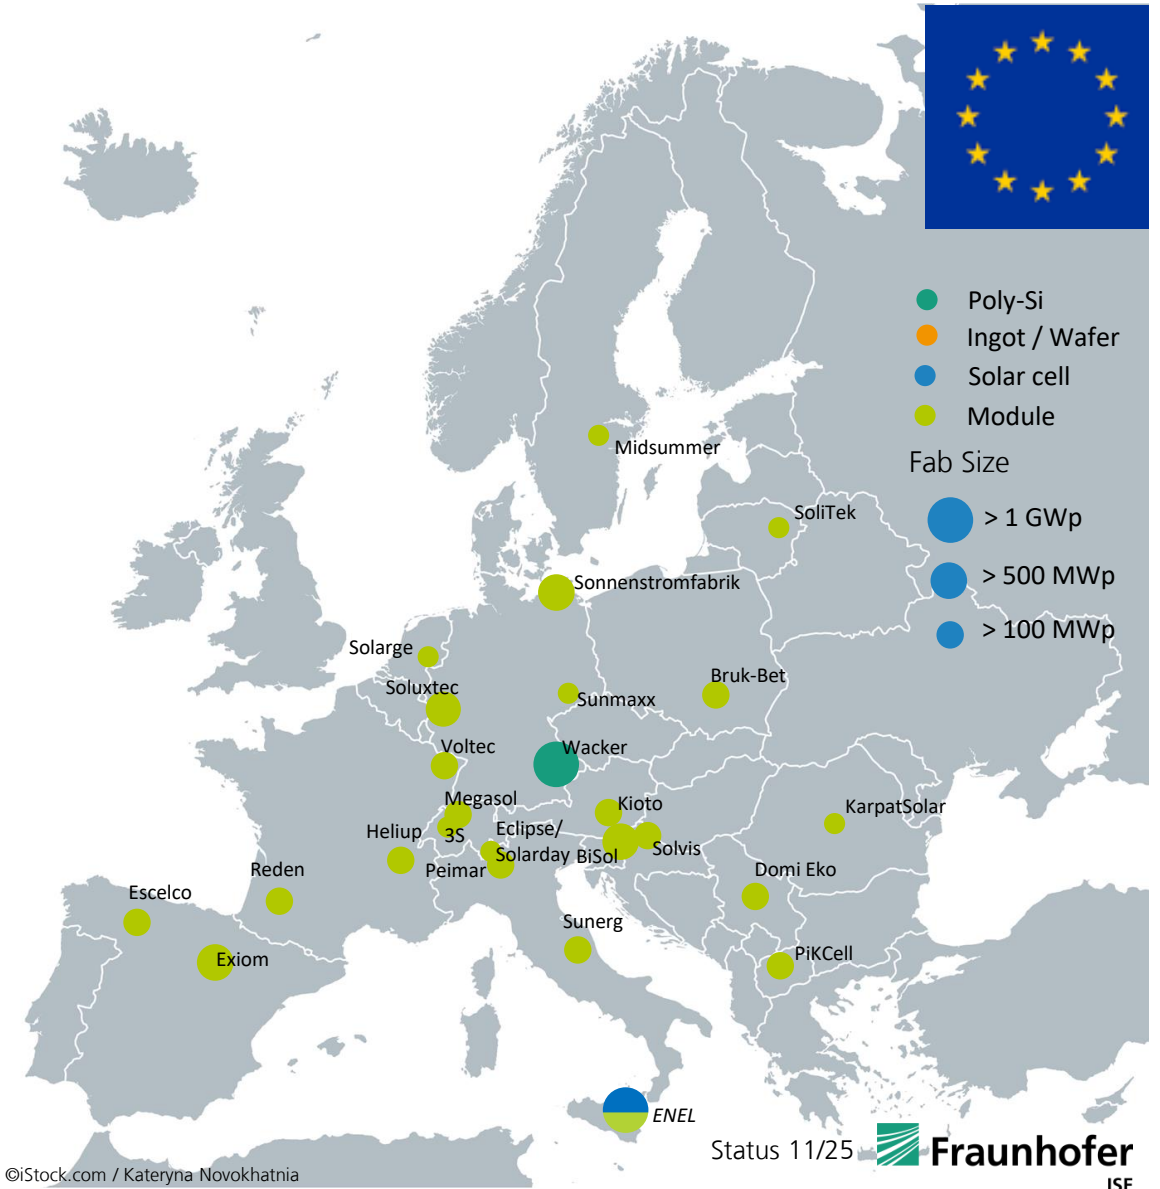 Poly-Si
Ingot / Wafer
Solar cell
Module
Fab Size
> 1 GWp
> 500 MWp
> 100 MWp
Midsummer
SoliTek
Sonnenstromfabrik
Solarge
Soluxtec
Sunmaxx
Bruk-Bet
Voltec
Wacker
Megasol
3S
Kioto
KarpatSolar
Heliup
Eclipse/
Solarday
Peimar
BiSol
Solvis
Reden
Domi Eko
Escelco
Sunerg
Exiom
PiKCell
ENEL
Status 11/25
Fraunhofer
ISE
©iStock.com / Kateryna Novokhatnia